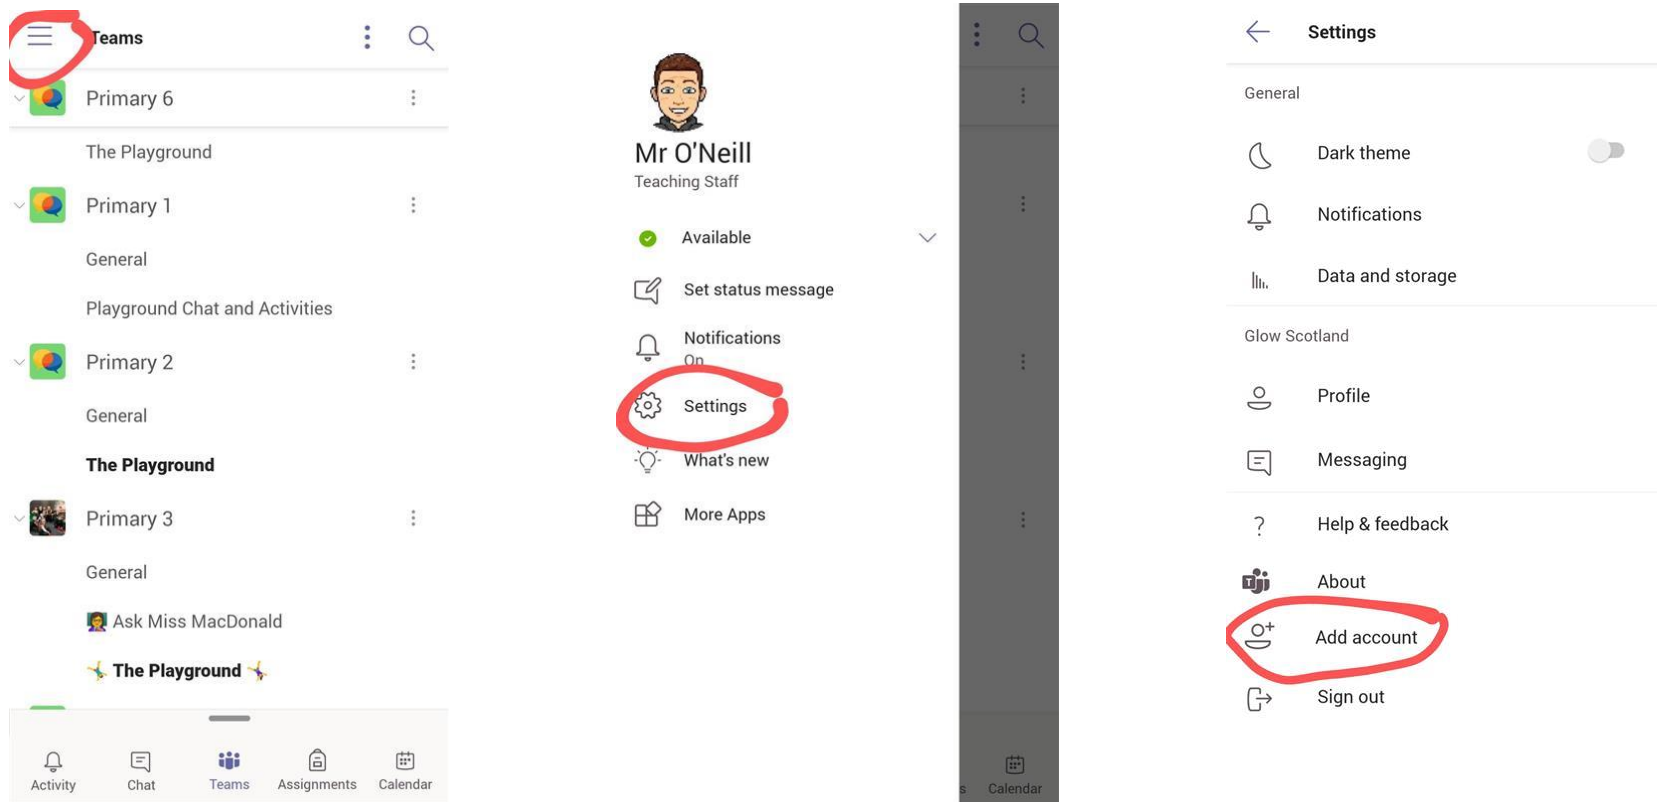 Teams
Primary 6
The Playground
Primary 1
General
Playground Chat and Activities
Primary 2
General
The Playground
Primary 3
General
Ask Miss MacDonald
The Playground
Activity
Chat
Teams
Assignments
Calendar
Mr O'Neill
Teaching Staff
Available
Set status message
Notifications
On
Settings
What's new
More Apps
s
Calendar
Settings
General
Dark theme
Notifications
Data and storage
Glow Scotland
Profile
Messaging
Help & feedback
About
Add account
Sign out